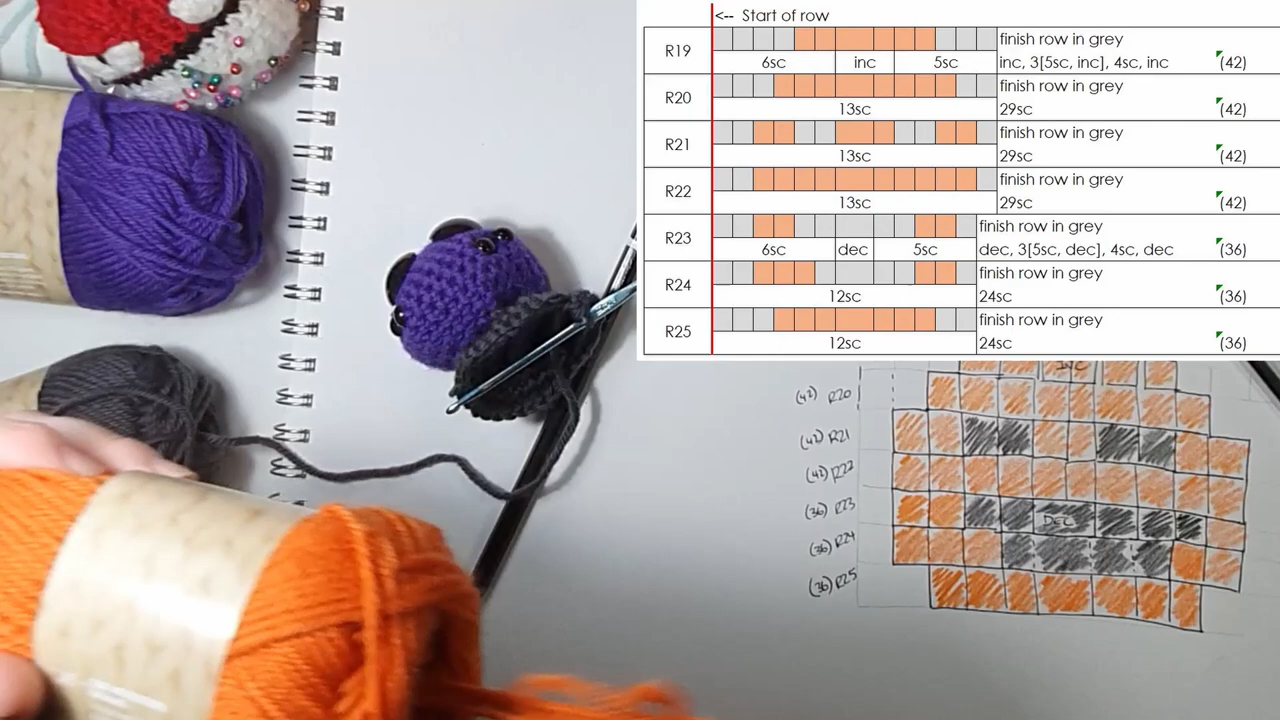 <-- Start of row
R19 finish row in grey
6sc inc 5sc inc, 3[5sc, inc], 4sc, inc (42)
R20 finish row in grey
13sc 29sc (42)
R21 finish row in grey
13sc 29sc (42)
R22 finish row in grey
13sc 29sc (42)
R23 finish row in grey
6sc dec 5sc dec, 3[5sc, dec], 4sc, dec (36)
R24 finish row in grey
12sc 24sc (36)
R25 finish row in grey
12sc 24sc (36)
INC
(42) R20
(42) R21
(42) R22
(36) R23 DEC
(36) R24
(36) R25